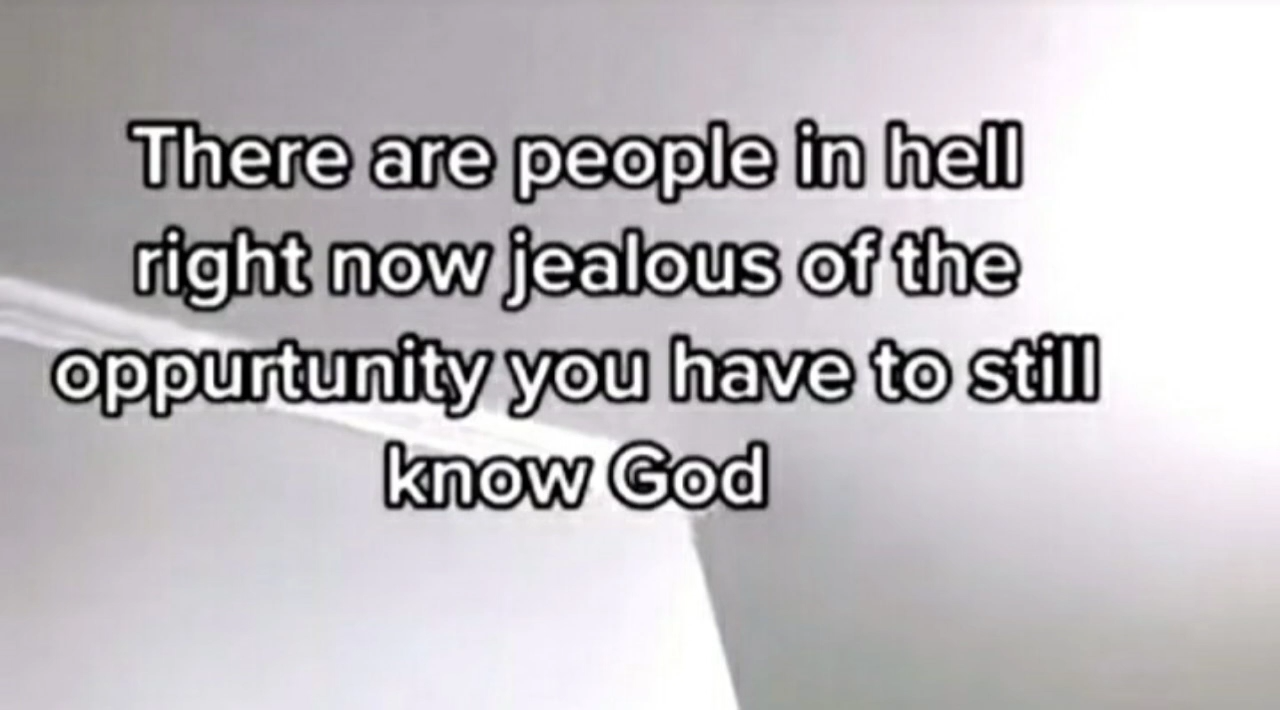 There are people in hell
right now jealous of the
oppurtunity you have to still
know God